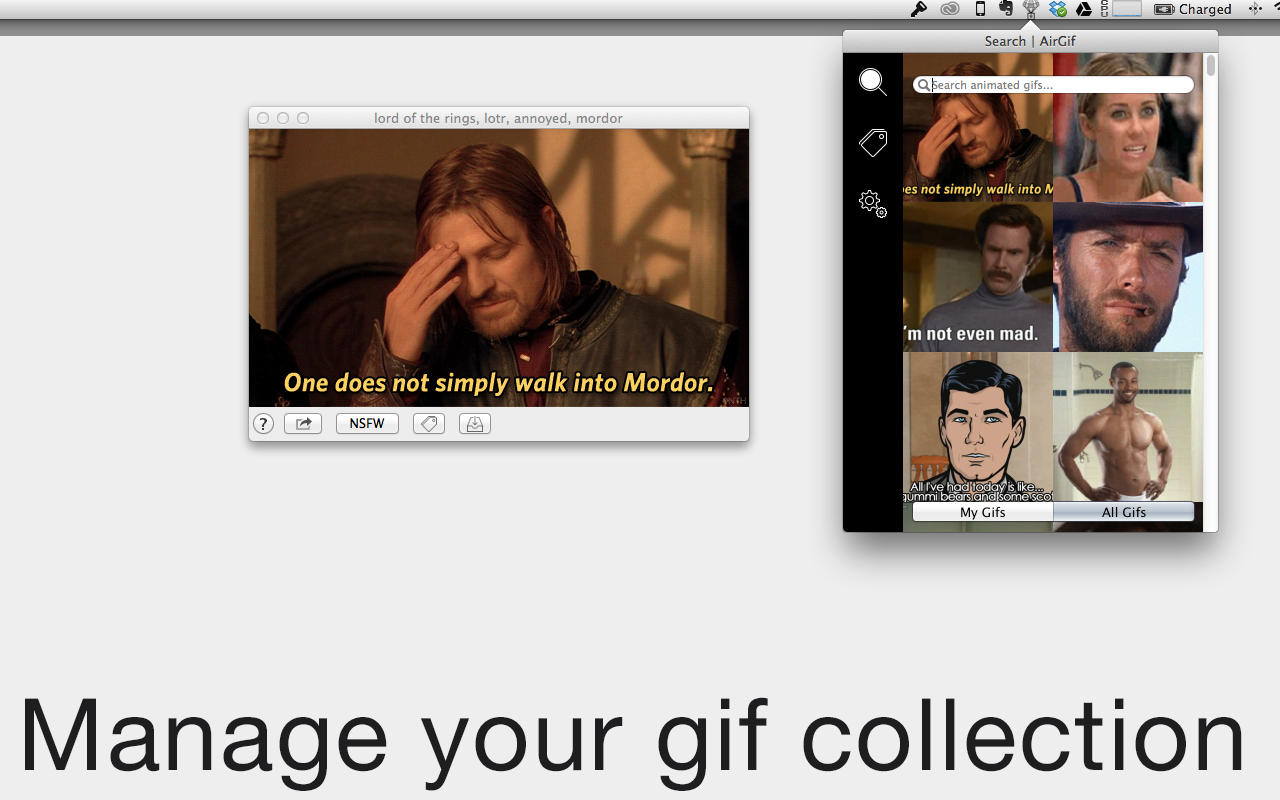 Charged
Search | AirGif
Search animated gifs...
lord of the rings, lotr, annoyed, mordor
One does not simply walk into Mordor.
?
NSFW
es not simply walk into M
'm not even mad.
All I've had today is like...
gummi bears and some sco
My Gifs
All Gifs
Manage your gif collection